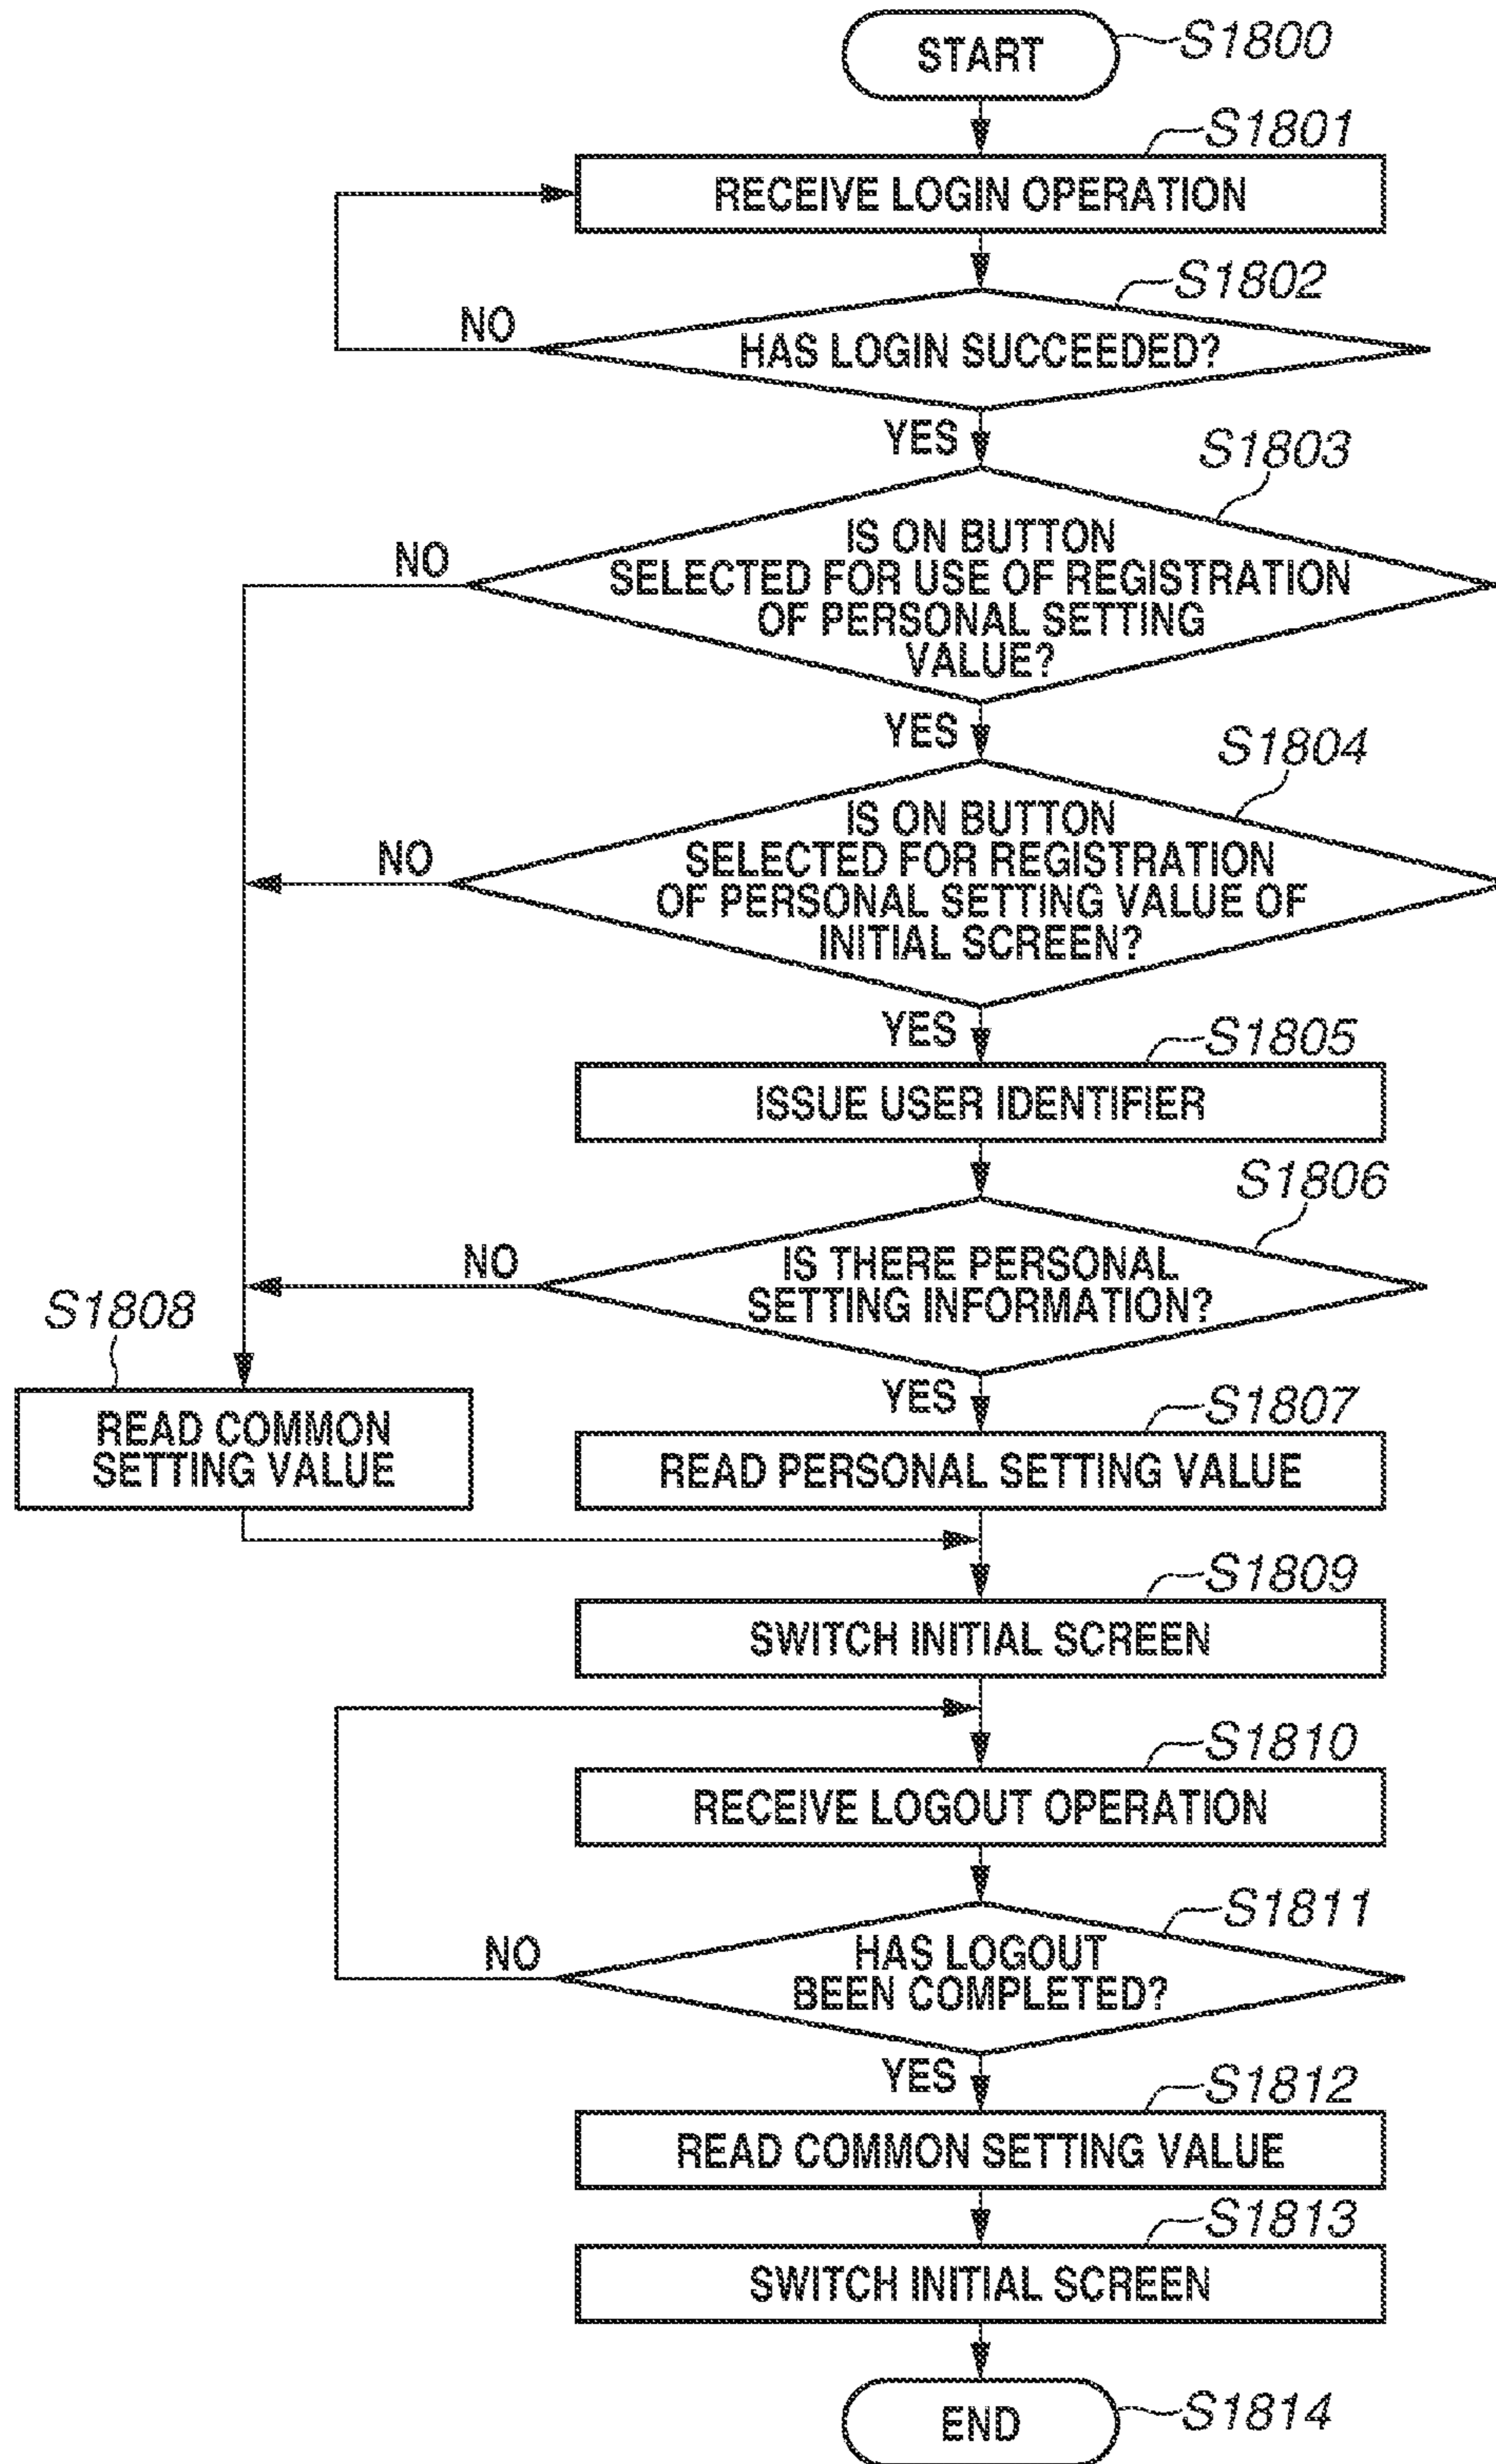 START
S1800
S1801
RECEIVE LOGIN OPERATION
S1802
NO
HAS LOGIN SUCCEEDED?
YES
S1803
NO
IS ON BUTTON
SELECTED FOR USE OF REGISTRATION
OF PERSONAL SETTING
VALUE?
YES
S1804
NO
IS ON BUTTON
SELECTED FOR REGISTRATION
OF PERSONAL SETTING VALUE OF
INITIAL SCREEN?
YES
S1805
ISSUE USER IDENTIFIER
S1806
NO
IS THERE PERSONAL
SETTING INFORMATION?
S1808
READ COMMON
SETTING VALUE
YES
S1807
READ PERSONAL SETTING VALUE
S1809
SWITCH INITIAL SCREEN
S1810
RECEIVE LOGOUT OPERATION
S1811
NO
HAS LOGOUT
BEEN COMPLETED?
YES
S1812
READ COMMON SETTING VALUE
S1813
SWITCH INITIAL SCREEN
END
S1814